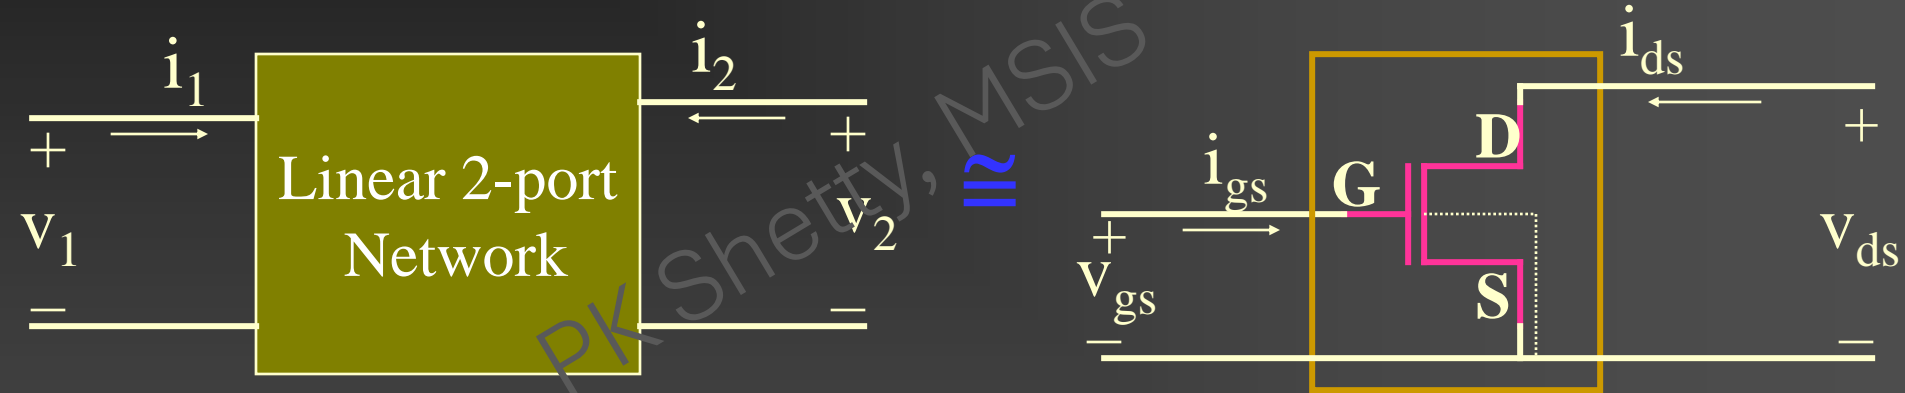 i1
i2
+
v1
−
Linear 2-port
Network
+
v2
−
≅
igs
+
vgs
−
G
D
S
ids
+
vds
−
PK Shetty, MSIS